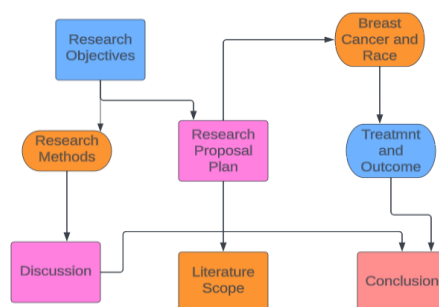 Breast
Cancer and
Race
Research
Objectives
Research
Methods
Research
Proposal
Plan
Treatmnt
and
Outcome
Discussion
Literature
Scope
Conclusion